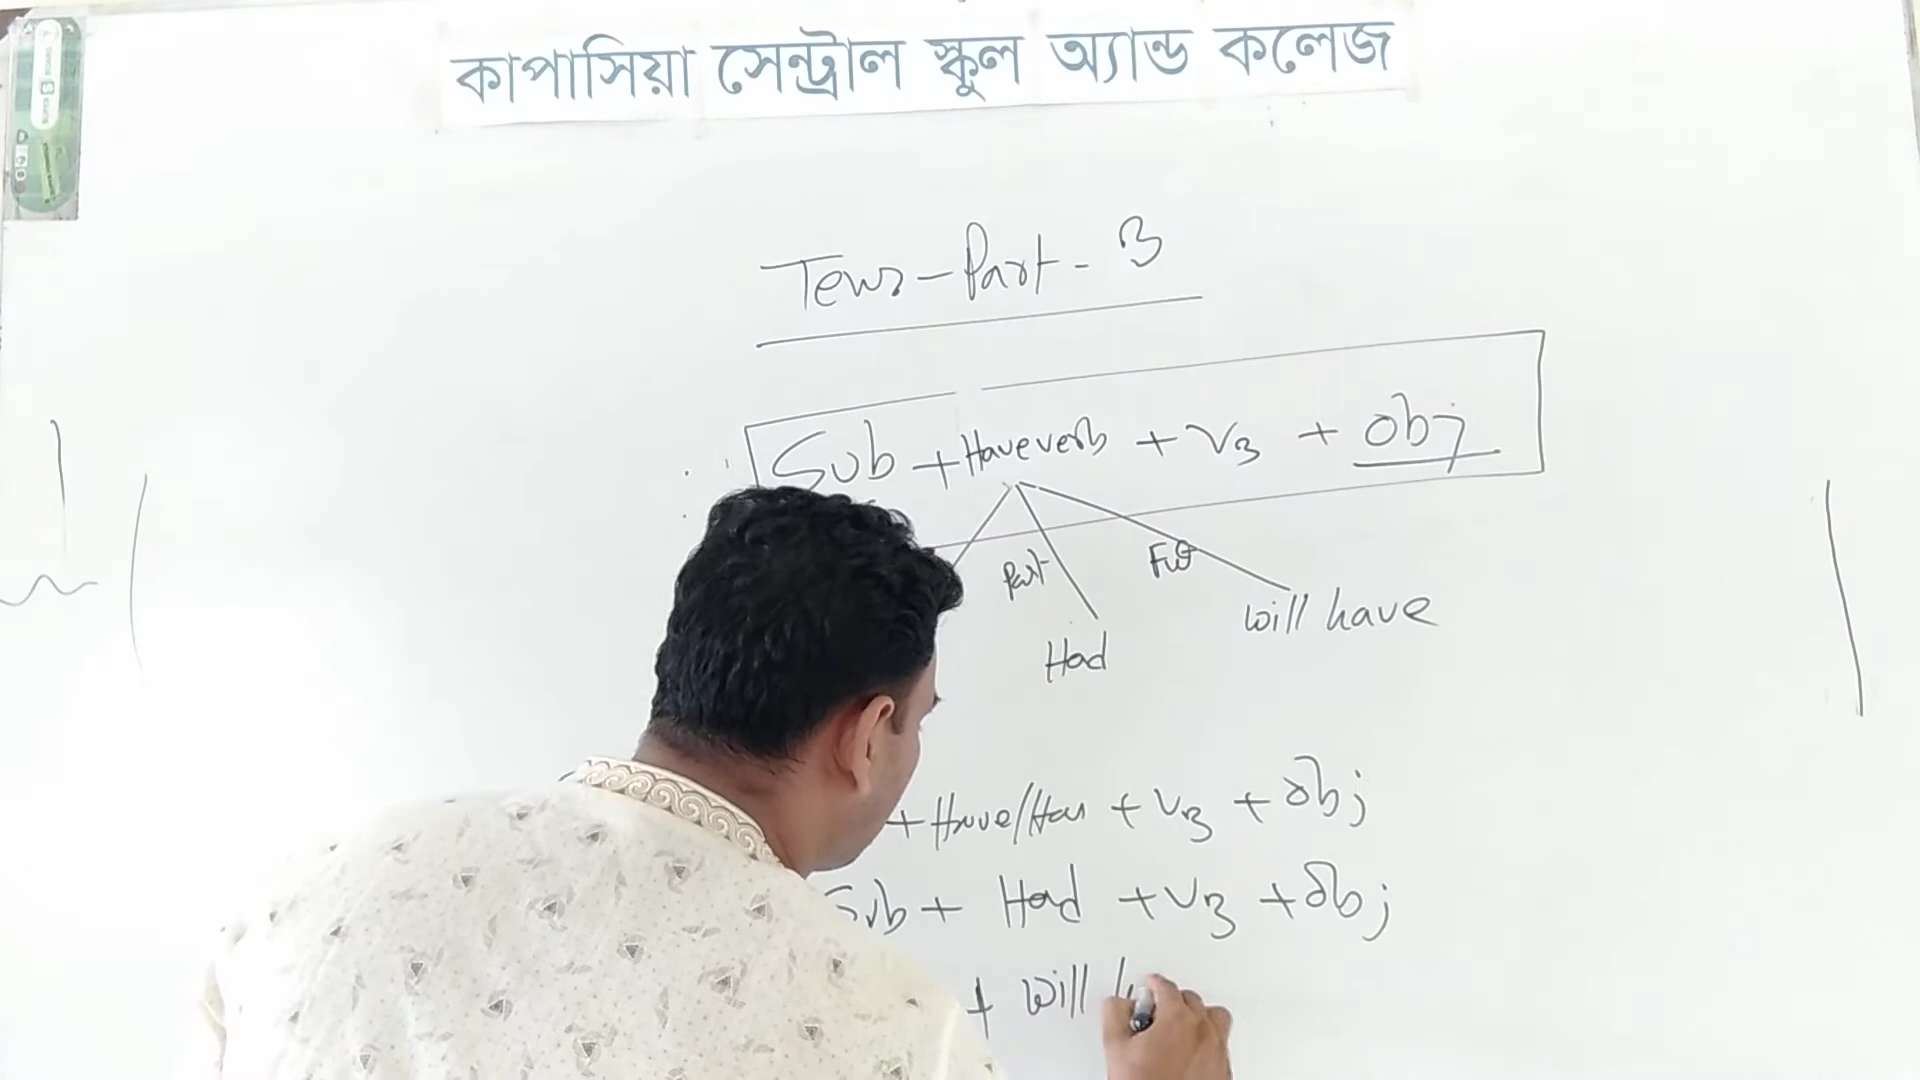 কাপাসিয়া সেন্ট্রাল স্কুল অ্যান্ড কলেজ
Tens-Part-3
Sub + Have verb + V3 + obj
Past Fut
Had will have
+ Have/Has + V3 + Obj
Sub + Had + V3 + Obj
+ will